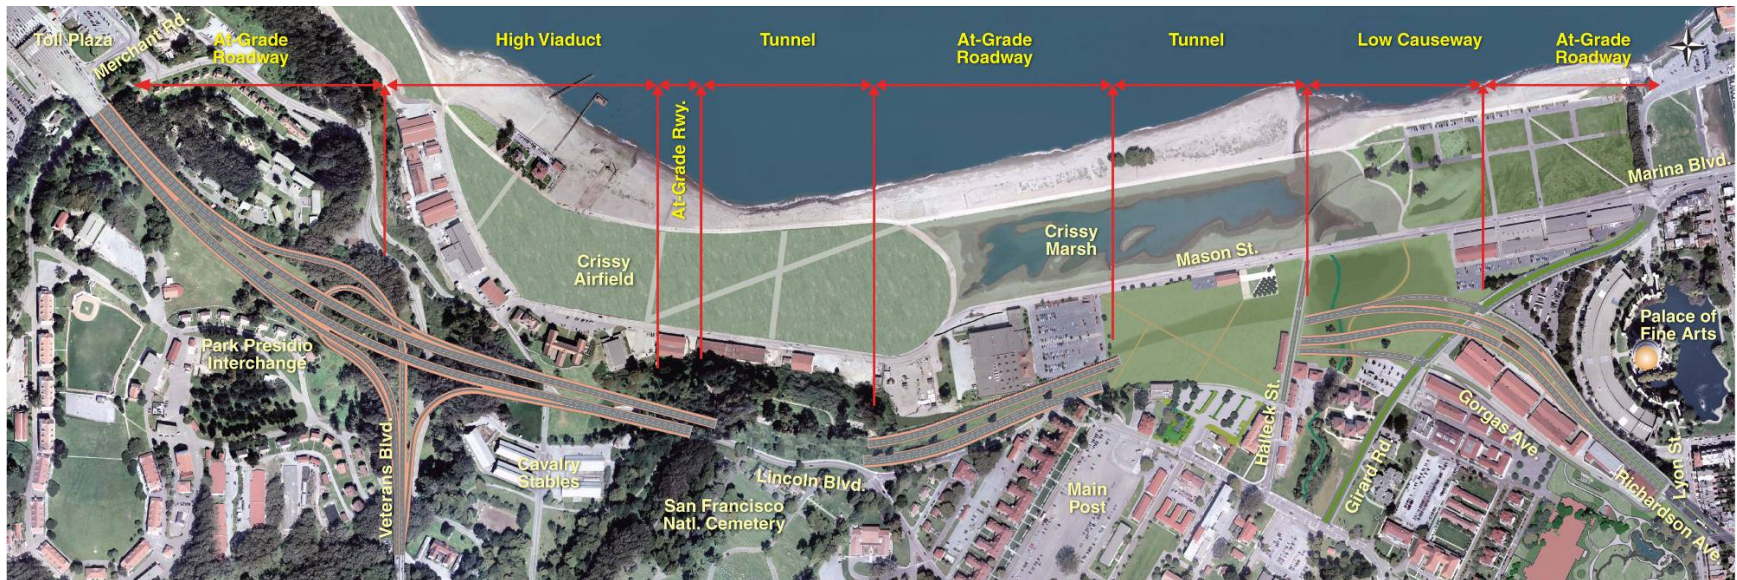 Toll Plaza
Merchant Rd.
At-Grade
Roadway
High Viaduct
At-Grade Rwy.
Tunnel
At-Grade
Roadway
Tunnel
Low Causeway
At-Grade
Roadway
N
Marina Blvd.
Crissy
Airfield
Crissy
Marsh
Mason St.
Park Presidio
Interchange
Palace of
Fine Arts
Veterans Blvd.
Cavalry
Stables
San Francisco
Natl. Cemetery
Lincoln Blvd.
Main
Post
Halleck St.
Girard Rd.
Gorgas Ave.
Richardson Ave.
Lyon St.